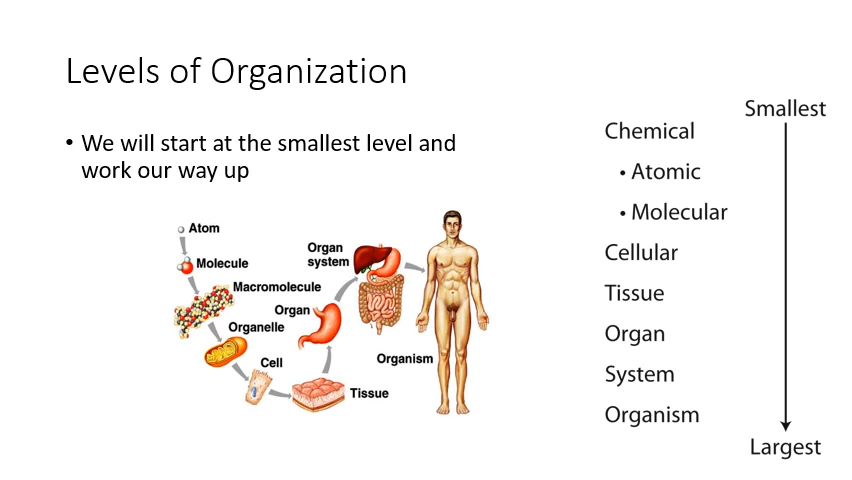 Levels of Organization
• We will start at the smallest level and
work our way up
Atom
Molecule
Macromolecule
Organelle
Cell
Tissue
Organ
Organ
system
Organism
Smallest
Chemical
• Atomic
• Molecular
Cellular
Tissue
Organ
System
Organism
Largest